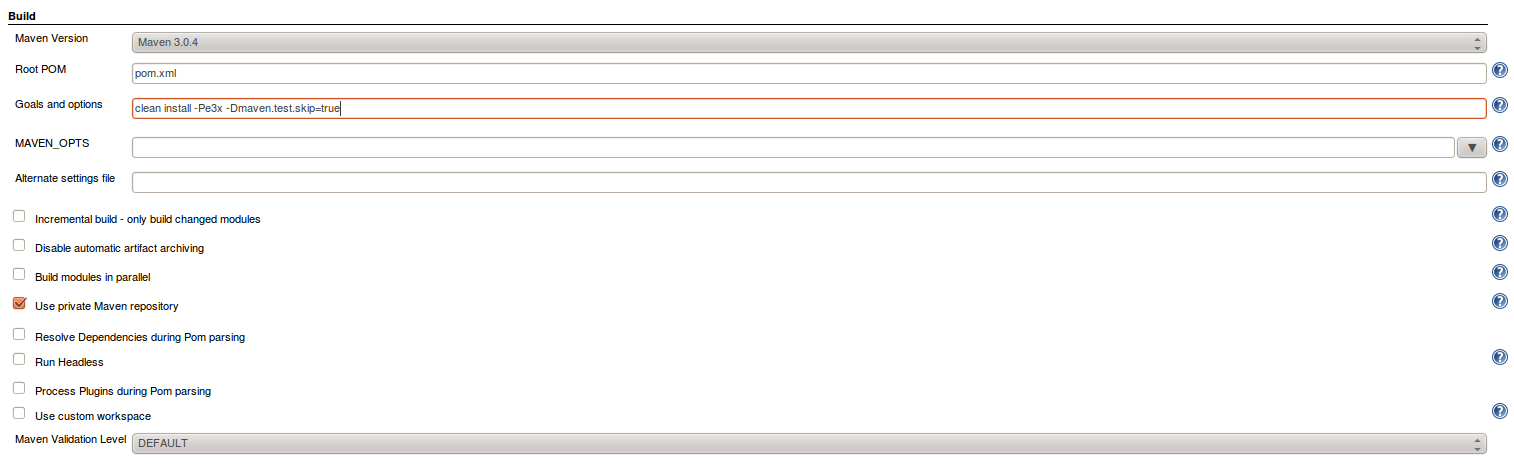 Build
Maven Version Maven 3.0.4
Root POM pom.xml
Goals and options clean install -Pe3x -Dmaven.test.skip=true
MAVEN_OPTS
Alternate settings file
Incremental build - only build changed modules
Disable automatic artifact archiving
Build modules in parallel
Use private Maven repository
Resolve Dependencies during Pom parsing
Run Headless
Process Plugins during Pom parsing
Use custom workspace
Maven Validation Level DEFAULT